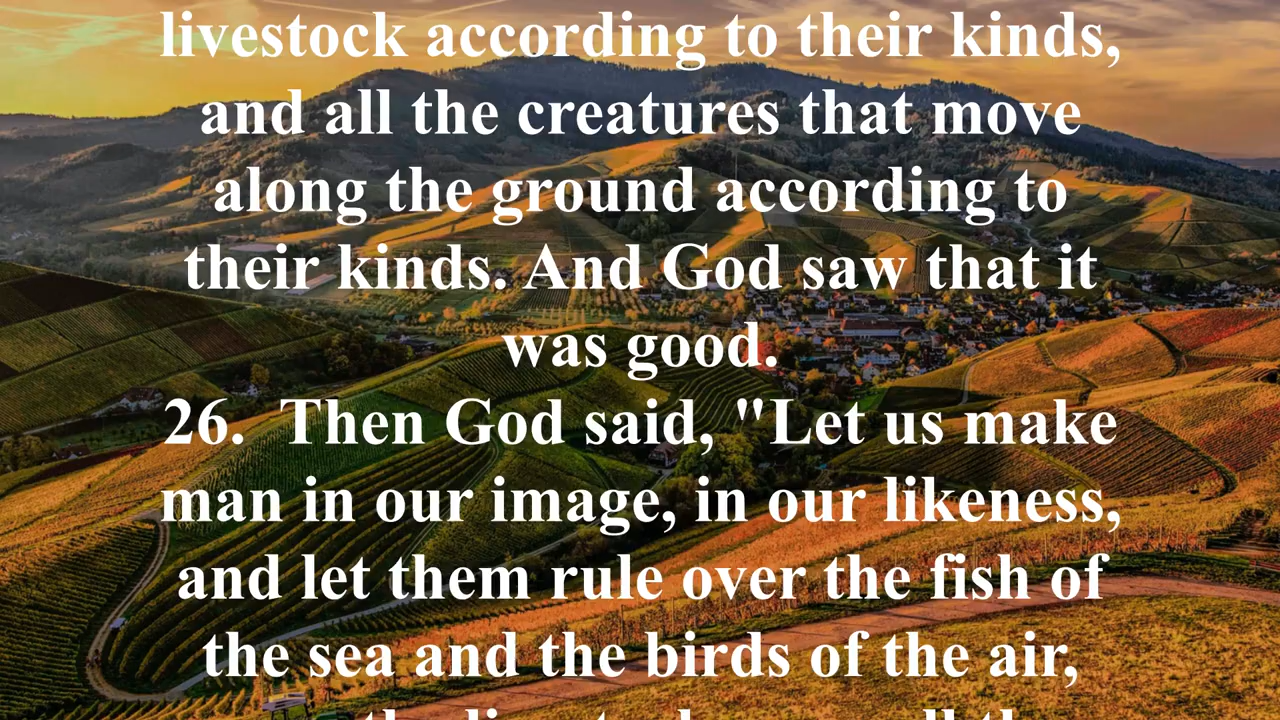 livestock according to their kinds,
and all the creatures that move
along the ground according to
their kinds. And God saw that it
was good.
26.  Then God said, "Let us make
man in our image, in our likeness,
and let them rule over the fish of
the sea and the birds of the air,